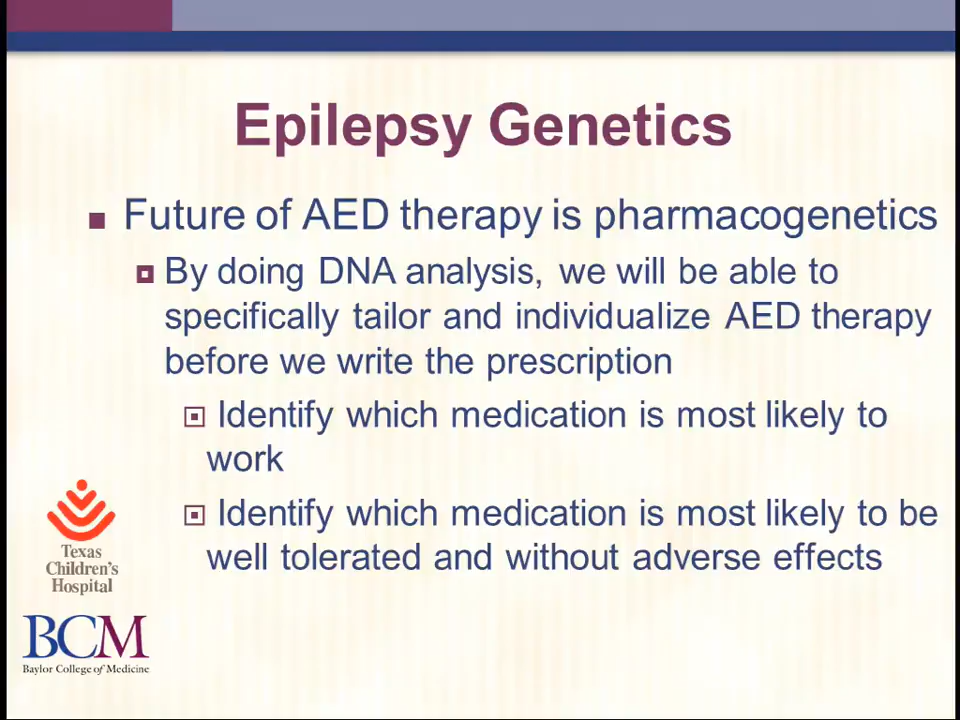 Epilepsy Genetics
Future of AED therapy is pharmacogenetics
By doing DNA analysis, we will be able to
specifically tailor and individualize AED therapy
before we write the prescription
Identify which medication is most likely to
work
Identify which medication is most likely to be
well tolerated and without adverse effects
Texas
Children's
Hospital
BCM
Baylor College of Medicine